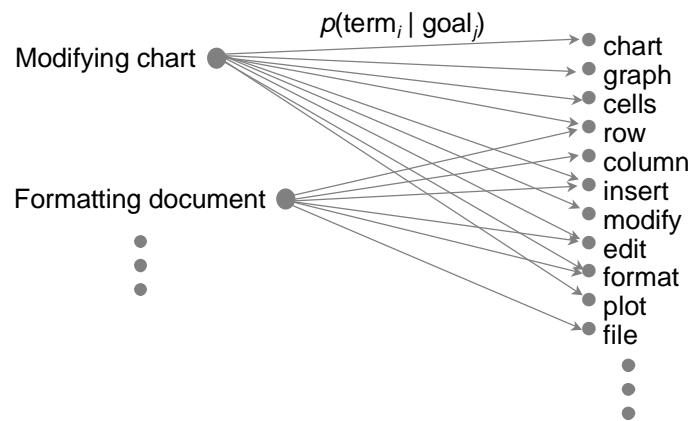 p(termᵢ | goalⱼ)
Modifying chart
Formatting document
chart
graph
cells
row
column
insert
modify
edit
format
plot
file